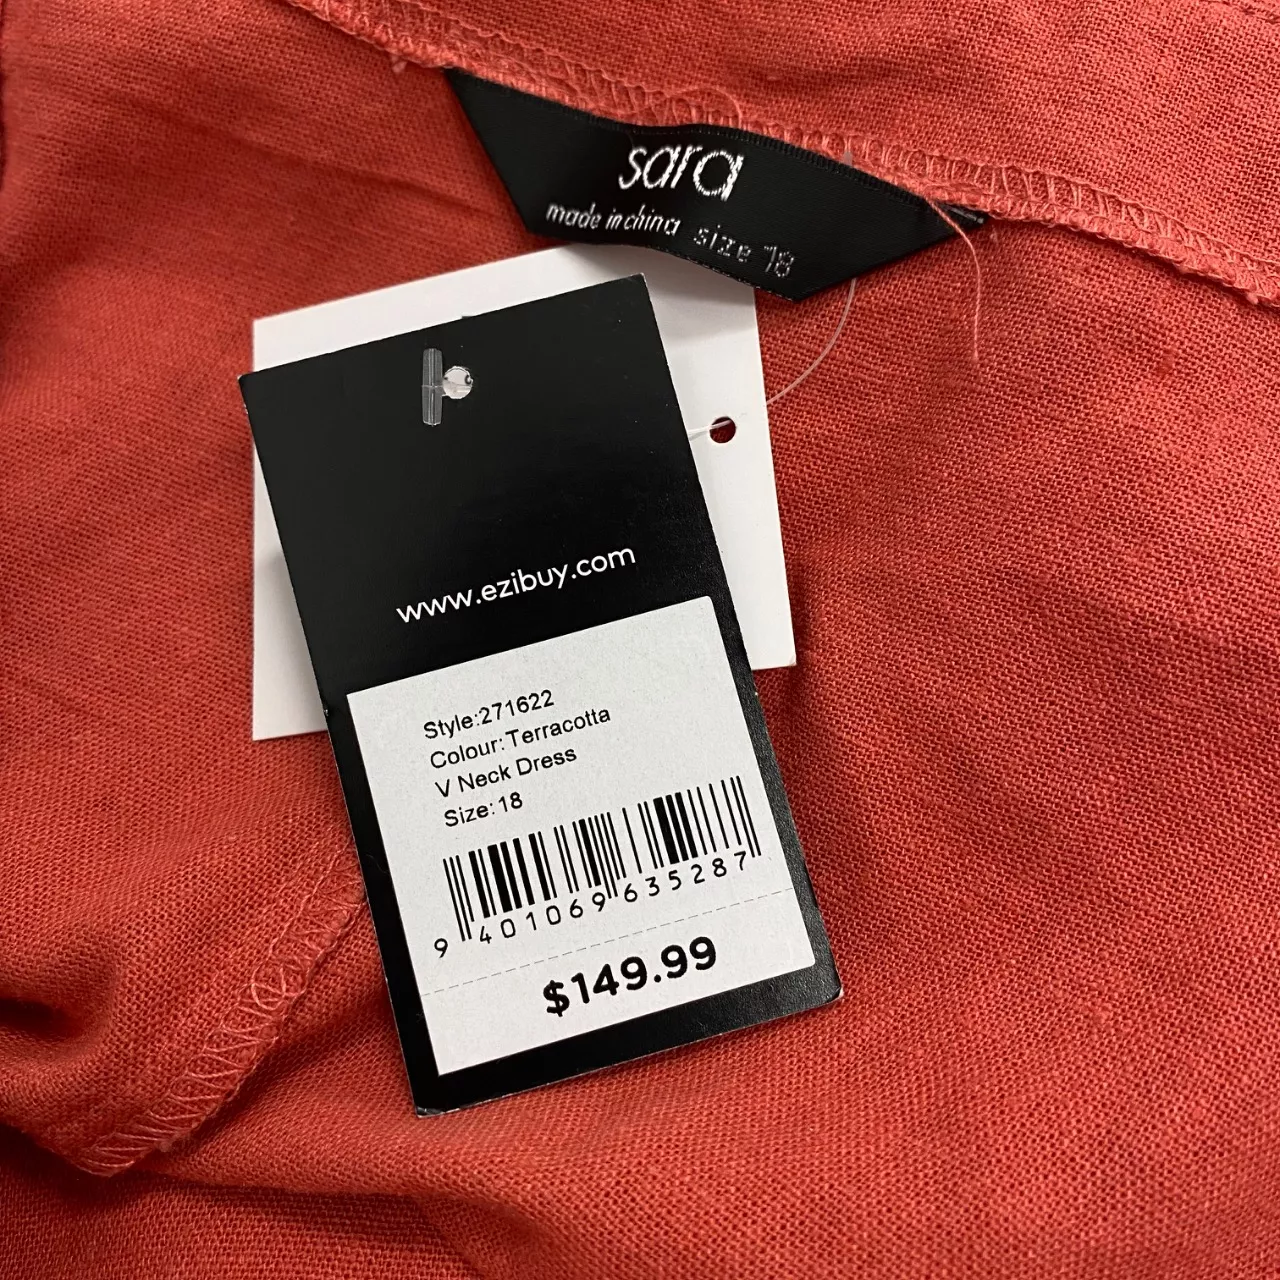 sara
made in china size 18
www.ezibuy.com
Style:271622
Colour:Terracotta
V Neck Dress
Size:18
9 401069 635287
$149.99